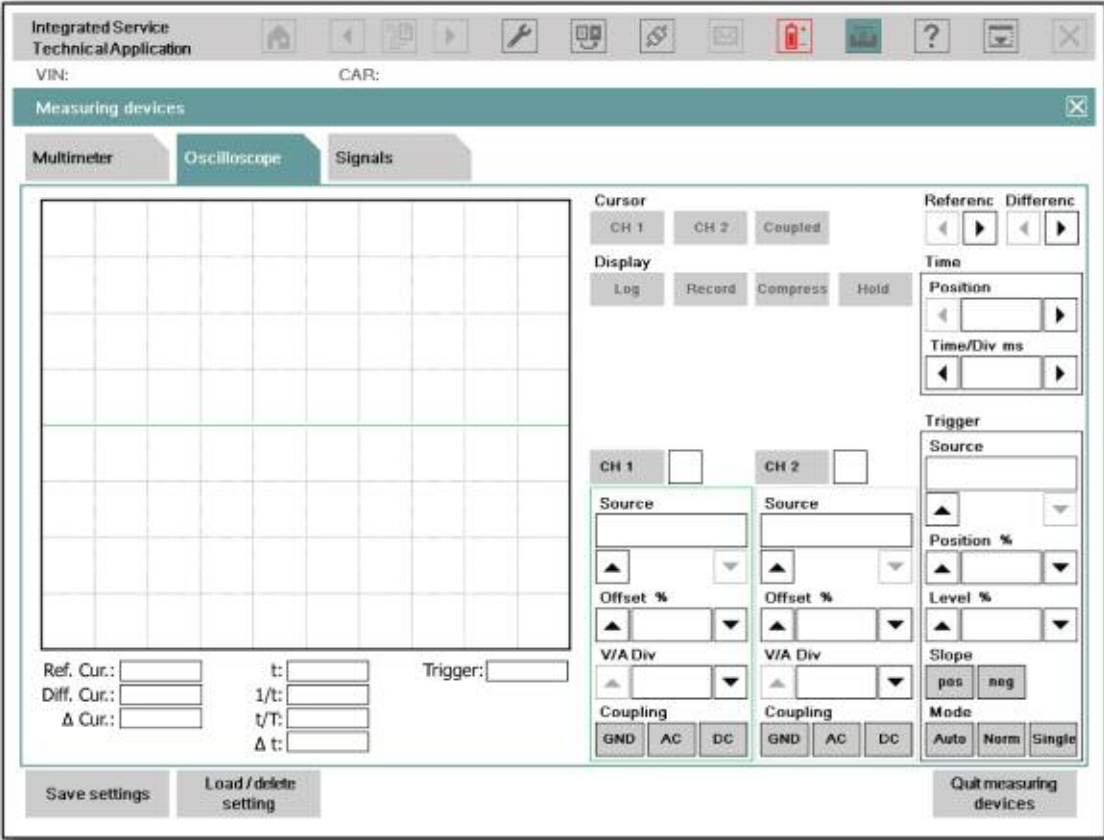 Integrated Service
Technical Application
?
VIN:
CAR:
Measuring devices
Multimeter
Oscilloscope
Signals
Cursor
CH 1
CH 2
Coupled
Referenc
Differenc
Display
Log
Record
Compress
Hold
Time
Position
Time/Div ms
Trigger
Source
Position %
Level %
Slope
pos
neg
Mode
Auto
Norm
Single
CH 1
Source
Offset %
V/A Div
Coupling
GND
AC
DC
CH 2
Source
Offset %
V/A Div
Coupling
GND
AC
DC
Ref. Cur.:
Diff. Cur.:
Δ Cur.:
t:
1/t:
t/T:
Δ t:
Trigger:
Save settings
Load / delete
setting
Quit measuring
devices